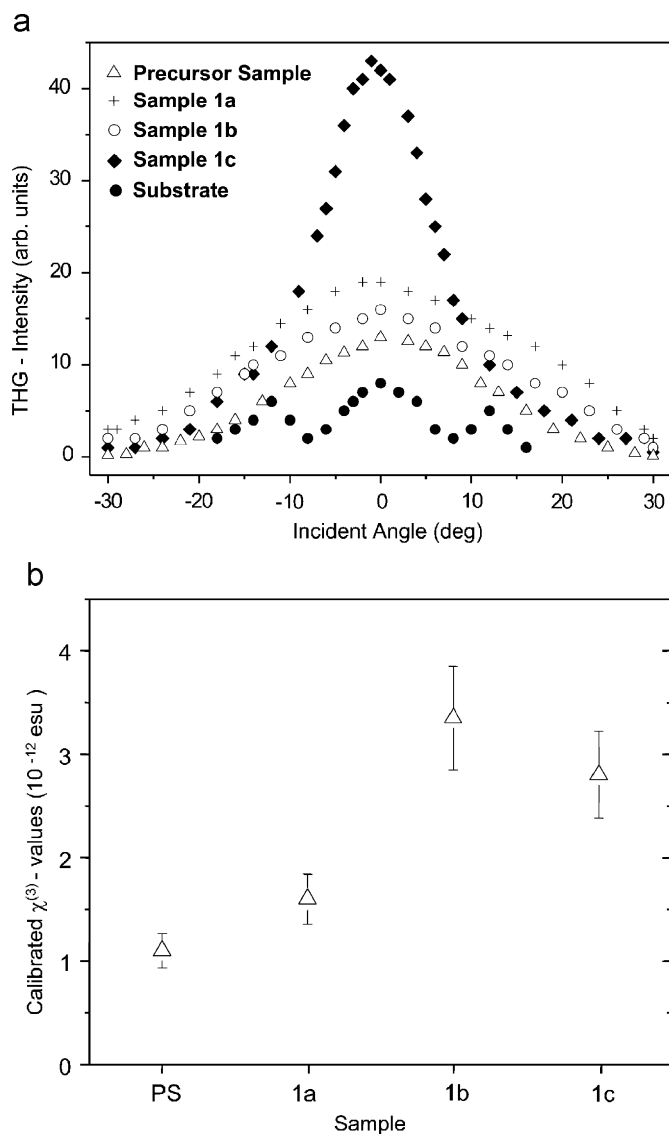 a
THG - Intensity (arb. units)
40
30
20
10
0
Precursor Sample
Sample 1a
Sample 1b
Sample 1c
Substrate
-30 -20 -10 0 10 20 30
Incident Angle (deg)
b
Calibrated χ(3) - values (10 -12 esu)
4
3
2
1
0
PS 1a 1b 1c
Sample